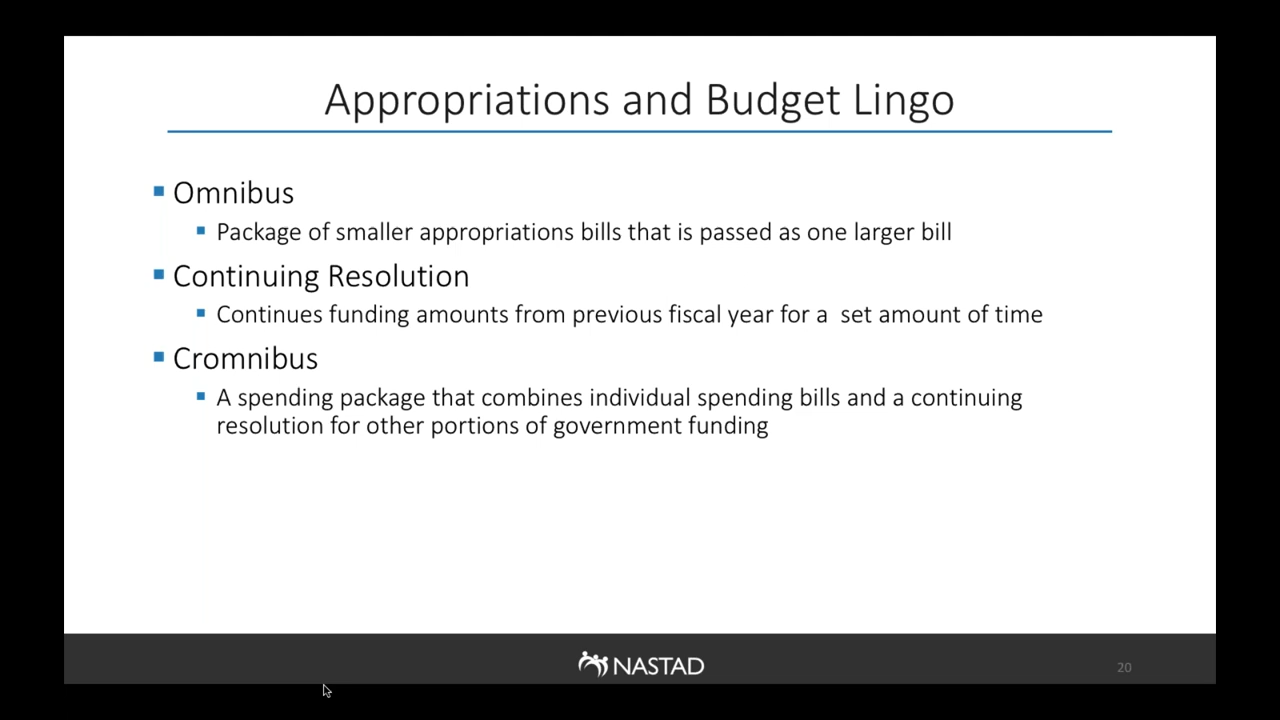 Appropriations and Budget Lingo
Omnibus
Package of smaller appropriations bills that is passed as one larger bill
Continuing Resolution
Continues funding amounts from previous fiscal year for a  set amount of time
Cromnibus
A spending package that combines individual spending bills and a continuing
resolution for other portions of government funding
NASTAD
20